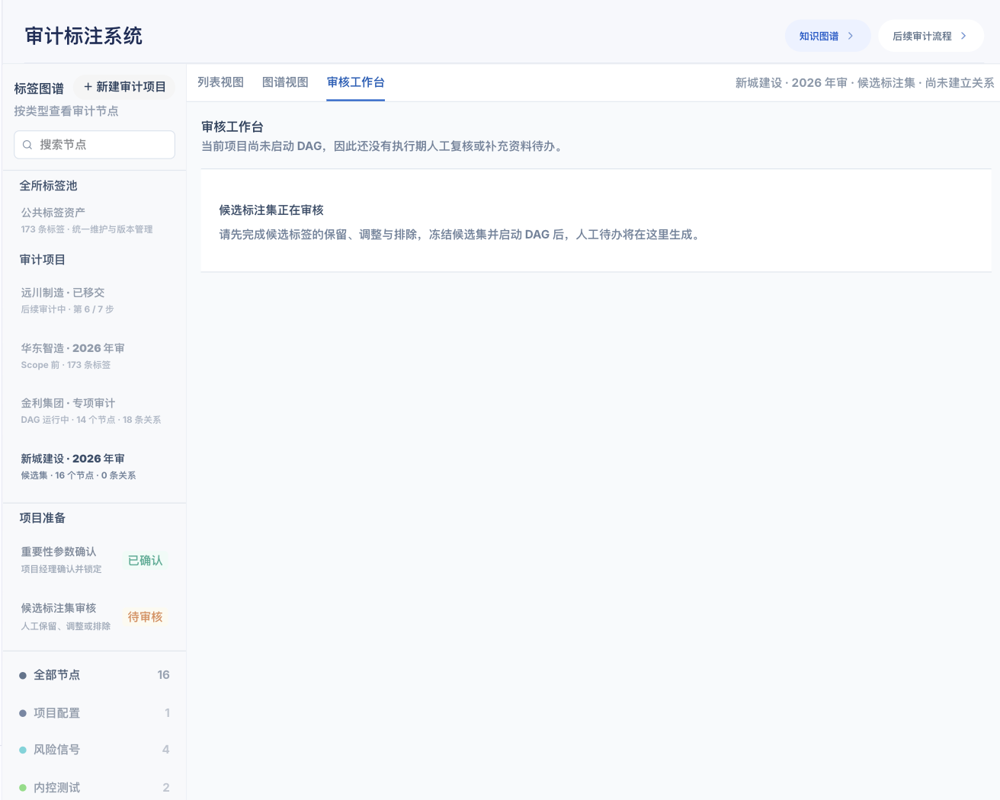 审计标注系统
知识图谱
后续审计流程
标签图谱
+ 新建审计项目
按类型查看审计节点
搜索节点
全所标签池
公共标签资产
173 条标签 · 统一维护与版本管理
审计项目
远川制造 · 已移交
后续审计中 · 第 6 / 7 步
华东智造 · 2026 年审
Scope 前 · 173 条标签
金利集团 · 专项审计
DAG 运行中 · 14 个节点 · 18 条关系
新城建设 · 2026 年审
候选集 · 16 个节点 · 0 条关系
项目准备
重要性参数确认
项目经理确认并锁定
已确认
候选标注集审核
人工保留、调整或排除
待审核
全部节点 16
项目配置 1
风险信号 4
内控测试 2
列表视图 图谱视图 审核工作台
新城建设 · 2026 年审 · 候选标注集 · 尚未建立关系
审核工作台
当前项目尚未启动 DAG，因此还没有执行期人工复核或补充资料待办。
候选标注集正在审核
请先完成候选标签的保留、调整与排除，冻结候选集并启动 DAG 后，人工待办将在这里生成。